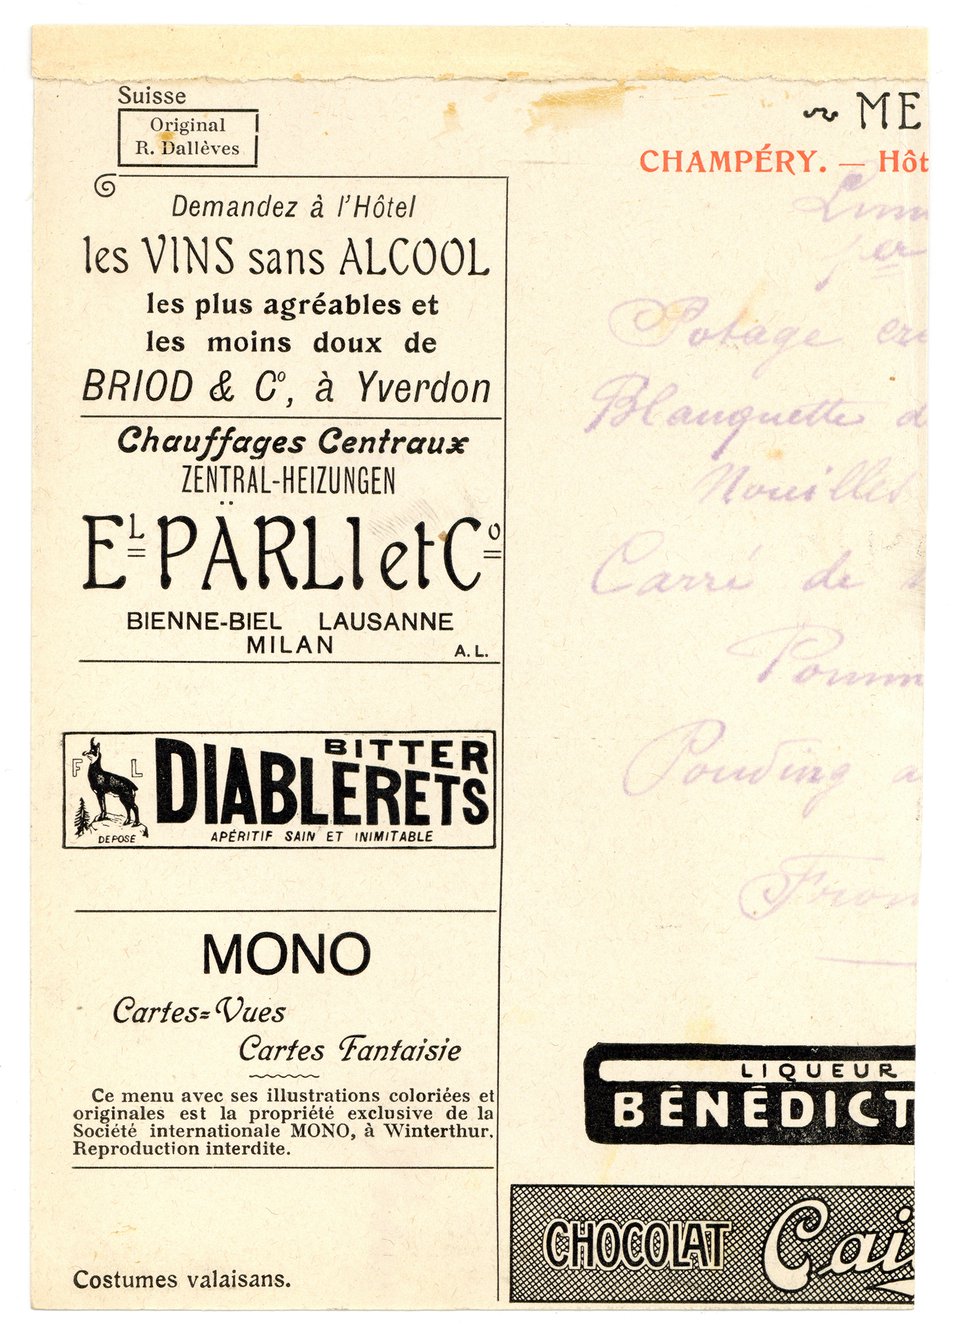 Suisse
Original
R. Dallèves
Demandez à l'Hôtel
les VINS sans ALCOOL
les plus agréables et
les moins doux de
BRIOD & Cº, à Yverdon
Chauffages Centraux
ZENTRAL-HEIZUNGEN
EL PÄRLI et Cº
BIENNE-BIEL LAUSANNE
MILAN
A. L.
F L
BITTER
DIABLERETS
DÉPOSÉ
APÉRITIF SAIN ET INIMITABLE
MONO
Cartes=Vues
Cartes Fantaisie
Ce menu avec ses illustrations coloriées et
originales est la propriété exclusive de la
Société internationale MONO, à Winterthur.
Reproduction interdite.
Costumes valaisans.
ME
CHAMPÉRY. — Hôt
Potage
Blanquette d
Nouilles
Carré de
Pomm
Pouding a
From
LIQUEUR
BÉNÉDICT
CHOCOLAT Cai